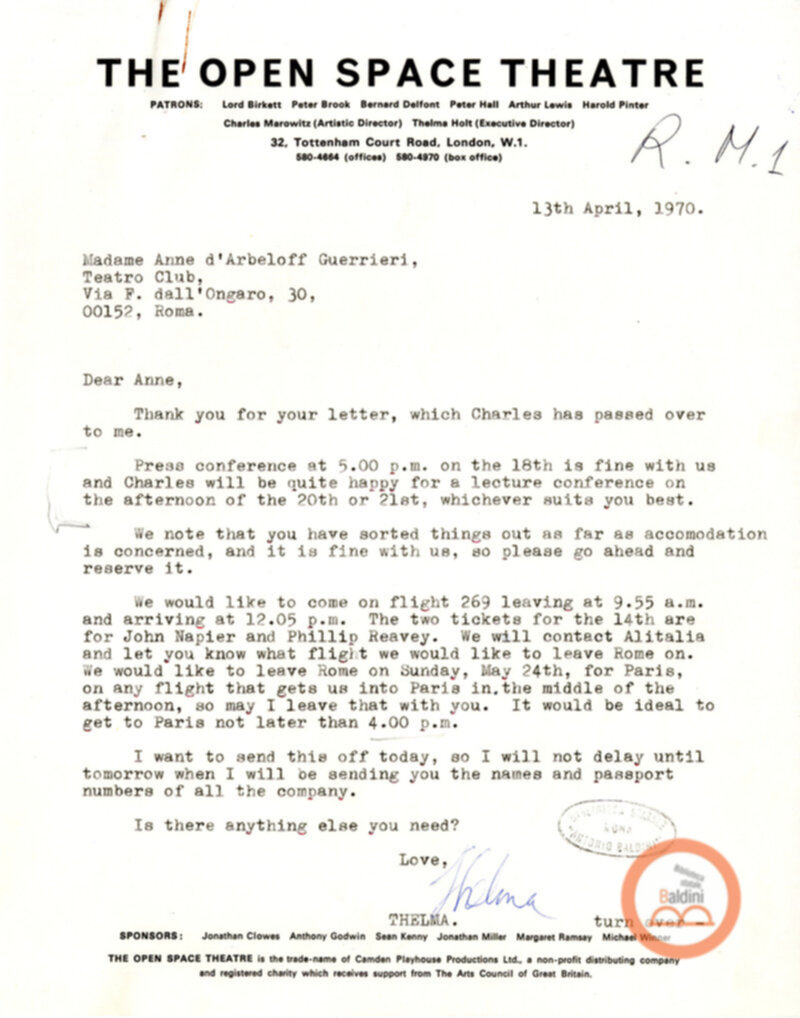 THE OPEN SPACE THEATRE
PATRONS: Lord Birkett Peter Brook Bernard Delfont Peter Hall Arthur Lewis Harold Pinter
Charles Marowitz (Artistic Director) Thelma Holt (Executive Director)
32, Tottenham Court Road, London, W.1.
580-4664 (offices) 580-4970 (box office)
R. M. 1
13th April, 1970.
Madame Anne d'Arbeloff Guerrieri,
Teatro Club,
Via F. dall'Ongaro, 30,
00152, Roma.
Dear Anne,
Thank you for your letter, which Charles has passed over
to me.
Press conference at 5.00 p.m. on the 18th is fine with us
and Charles will be quite happy for a lecture conference on
the afternoon of the 20th or 21st, whichever suits you best.
We note that you have sorted things out as far as accomodation
is concerned, and it is fine with us, so please go ahead and
reserve it.
We would like to come on flight 269 leaving at 9.55 a.m.
and arriving at 12.05 p.m. The two tickets for the 14th are
for John Napier and Phillip Reavey. We will contact Alitalia
and let you know what flight we would like to leave Rome on.
We would like to leave Rome on Sunday, May 24th, for Paris,
on any flight that gets us into Paris in.the middle of the
afternoon, so may I leave that with you. It would be ideal to
get to Paris not later than 4.00 p.m.
I want to send this off today, so I will not delay until
tomorrow when I will be sending you the names and passport
numbers of all the company.
Is there anything else you need?
BIBLIOTECA STATALE
ROMA
ANTONIO BALDINI
Love,
Thelma
THELMA.
turn over -
Biblioteca
statale
Baldini
SPONSORS: Jonathan Clowes Anthony Godwin Sean Kenny Jonathan Miller Margaret Ramsay Michael Winner
THE OPEN SPACE THEATRE is the trade-name of Camden Playhouse Productions Ltd., a non-profit distributing company
and registered charity which receives support from The Arts Council of Great Britain.